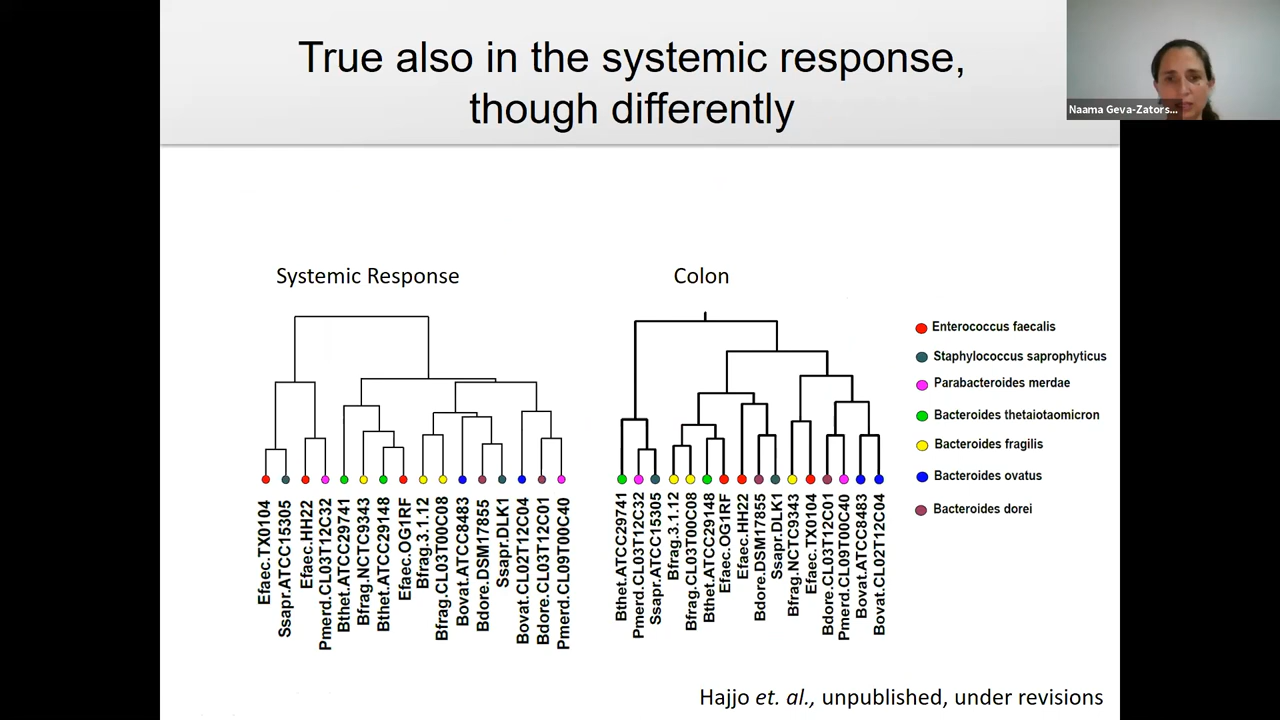 True also in the systemic response,
though differently
Naama Geva-Zators...
Systemic Response
Colon
Enterococcus faecalis
Staphylococcus saprophyticus
Parabacteroides merdae
Bacteroides thetaiotaomicron
Bacteroides fragilis
Bacteroides ovatus
Bacteroides dorei
Efaec.TX0104
Ssapr.ATCC15305
Efaec.HH22
Pmerd.CL03T12C32
Bthet.ATCC29741
Bfrag.NCTC9343
Bthet.ATCC29148
Efaec.OG1RF
Bfrag.3.1.12
Bfrag.CL03T00C08
Bovat.ATCC8483
Bdore.DSM17855
Ssapr.DLK1
Bovat.CL02T12C04
Bdore.CL03T12C01
Pmerd.CL09T00C40
Bthet.ATCC29741
Pmerd.CL03T12C32
Ssapr.ATCC15305
Bfrag.3.1.12
Bfrag.CL03T00C08
Bthet.ATCC29148
Efaec.OG1RF
Efaec.HH22
Bdore.DSM17855
Ssapr.DLK1
Bfrag.NCTC9343
Efaec.TX0104
Bdore.CL03T12C01
Pmerd.CL09T00C40
Bovat.ATCC8483
Bovat.CL02T12C04
Hajjo et. al., unpublished, under revisions